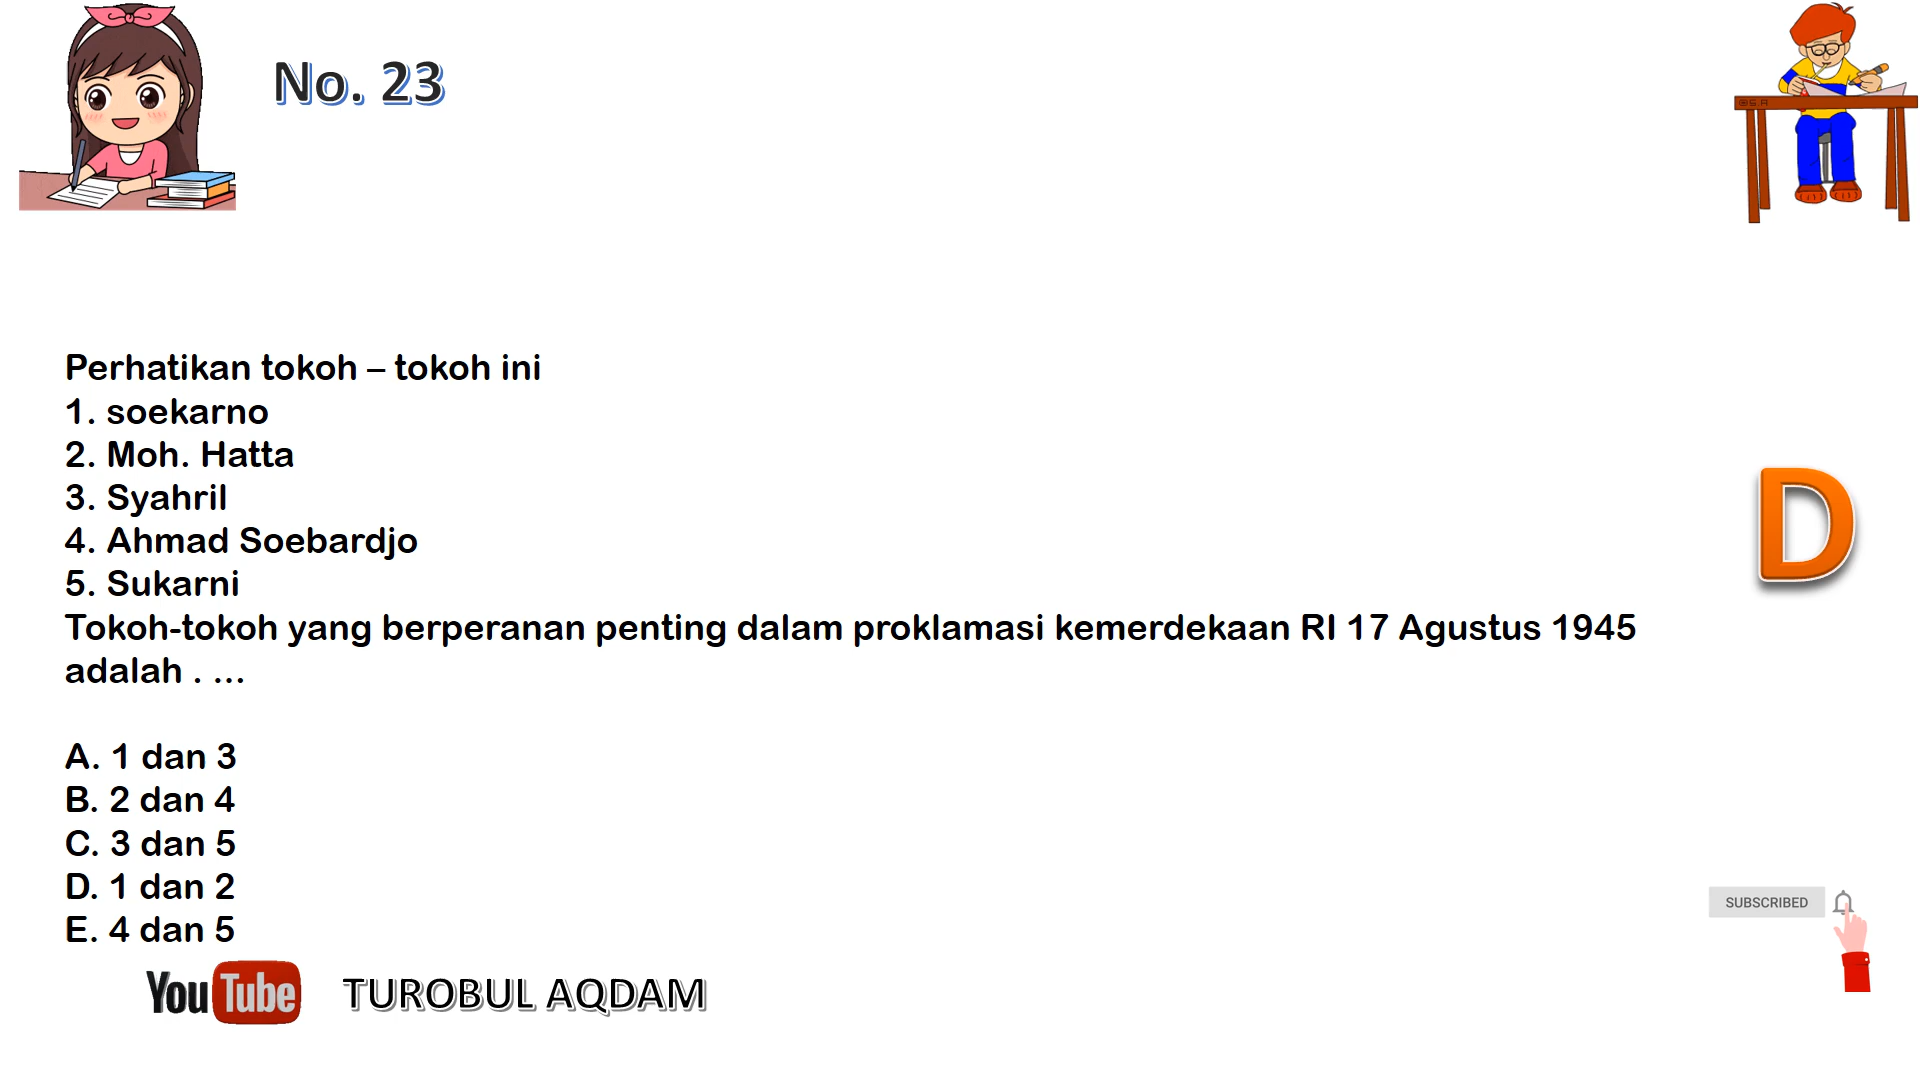 No. 23
Perhatikan tokoh – tokoh ini
1. soekarno
2. Moh. Hatta
3. Syahril
4. Ahmad Soebardjo
5. Sukarni
Tokoh-tokoh yang berperanan penting dalam proklamasi kemerdekaan RI 17 Agustus 1945
adalah . ...
D
A. 1 dan 3
B. 2 dan 4
C. 3 dan 5
D. 1 dan 2
E. 4 dan 5
SUBSCRIBED
YouTube TUROBUL AQDAM